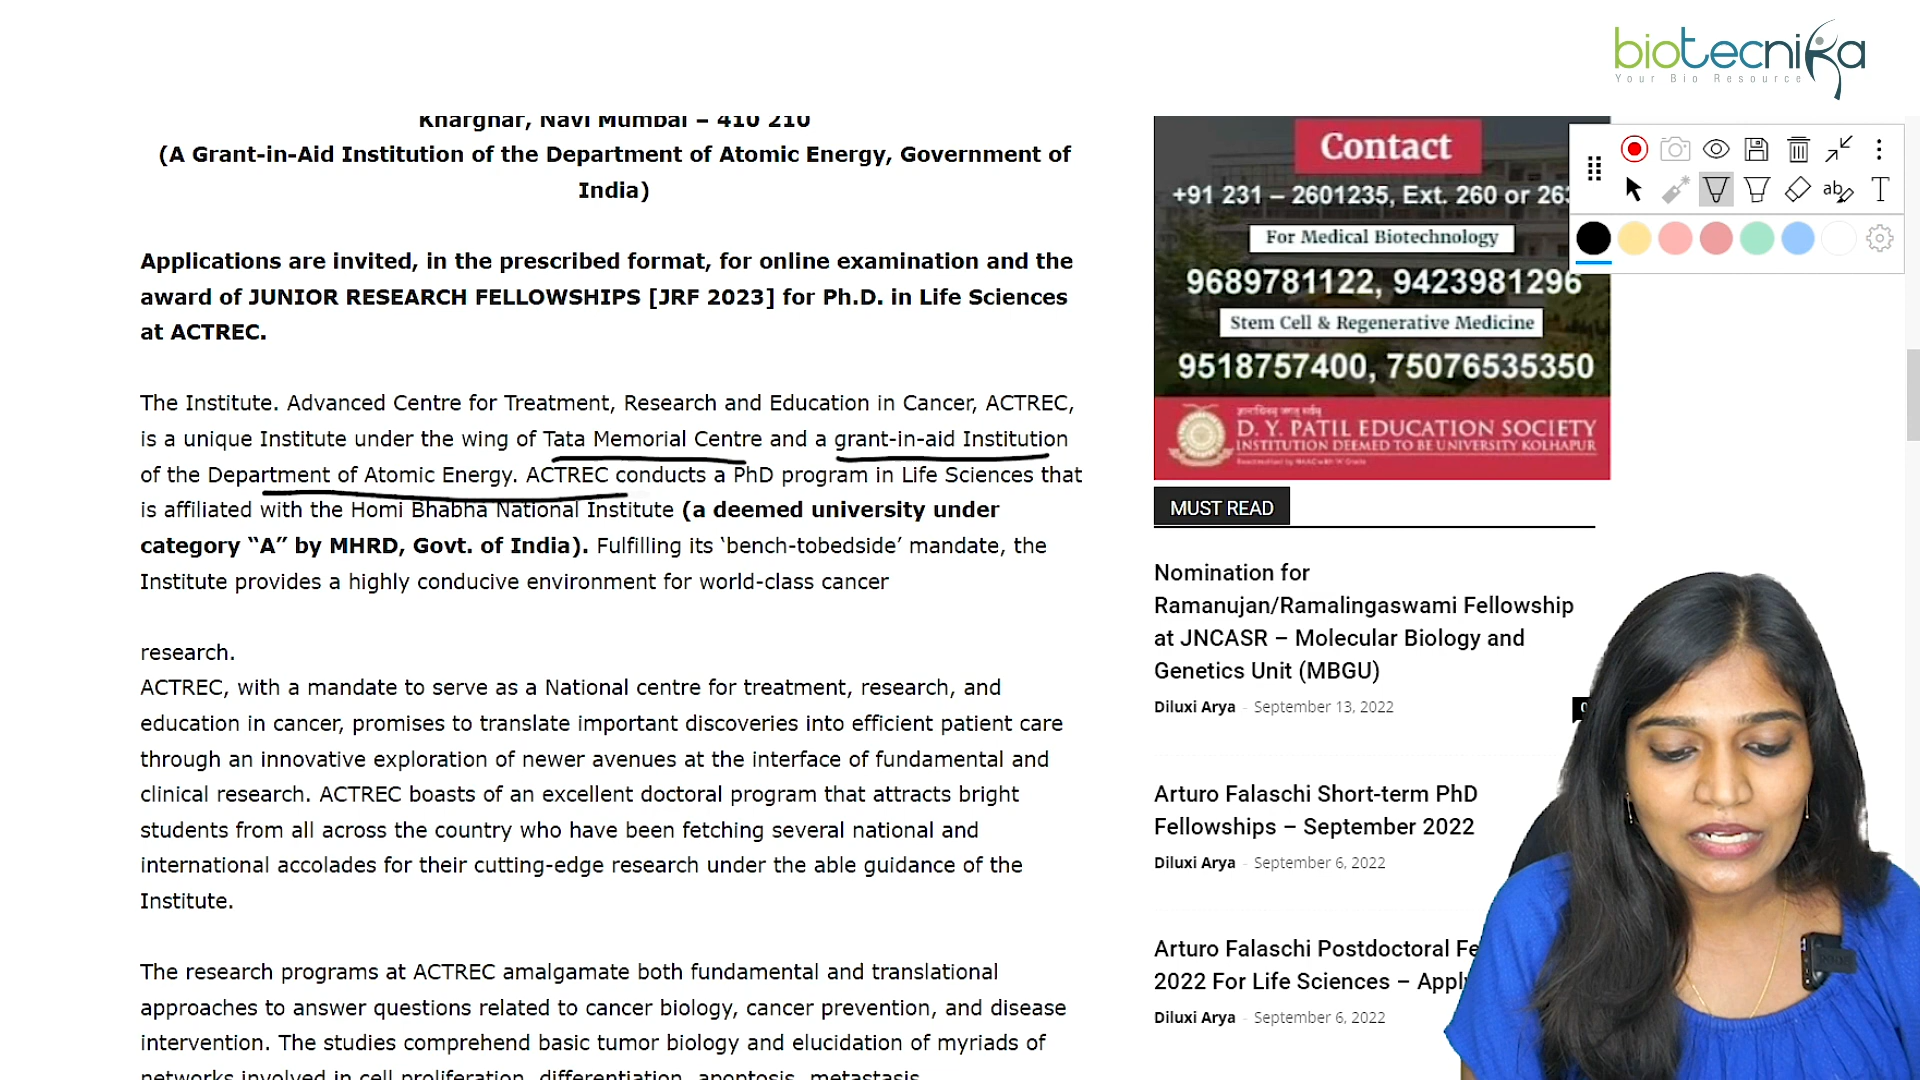 biotecnika
Your Bio Resource
Kharghar, Navi Mumbai – 410 210
(A Grant-in-Aid Institution of the Department of Atomic Energy, Government of
India)
Applications are invited, in the prescribed format, for online examination and the
award of JUNIOR RESEARCH FELLOWSHIPS [JRF 2023] for Ph.D. in Life Sciences
at ACTREC.
The Institute. Advanced Centre for Treatment, Research and Education in Cancer, ACTREC,
is a unique Institute under the wing of Tata Memorial Centre and a grant-in-aid Institution
of the Department of Atomic Energy. ACTREC conducts a PhD program in Life Sciences that
is affiliated with the Homi Bhabha National Institute (a deemed university under
category “A” by MHRD, Govt. of India). Fulfilling its ‘bench-tobedside’ mandate, the
Institute provides a highly conducive environment for world-class cancer
research.
ACTREC, with a mandate to serve as a National centre for treatment, research, and
education in cancer, promises to translate important discoveries into efficient patient care
through an innovative exploration of newer avenues at the interface of fundamental and
clinical research. ACTREC boasts of an excellent doctoral program that attracts bright
students from all across the country who have been fetching several national and
international accolades for their cutting-edge research under the able guidance of the
Institute.
The research programs at ACTREC amalgamate both fundamental and translational
approaches to answer questions related to cancer biology, cancer prevention, and disease
intervention. The studies comprehend basic tumor biology and elucidation of myriads of
networks involved in cell proliferation, differentiation, apoptosis, metastasis
Contact
+91 231 – 2601235, Ext. 260 or 263
For Medical Biotechnology
9689781122, 9423981296
Stem Cell & Regenerative Medicine
9518757400, 75076535350
D. Y. PATIL EDUCATION SOCIETY
INSTITUTION DEEMED TO BE UNIVERSITY KOLHAPUR
MUST READ
Nomination for
Ramanujan/Ramalingaswami Fellowship
at JNCASR – Molecular Biology and
Genetics Unit (MBGU)
Diluxi Arya - September 13, 2022
Arturo Falaschi Short-term PhD
Fellowships – September 2022
Diluxi Arya - September 6, 2022
Arturo Falaschi Postdoctoral
2022 For Life Sciences –
Diluxi Arya - September 6, 2022